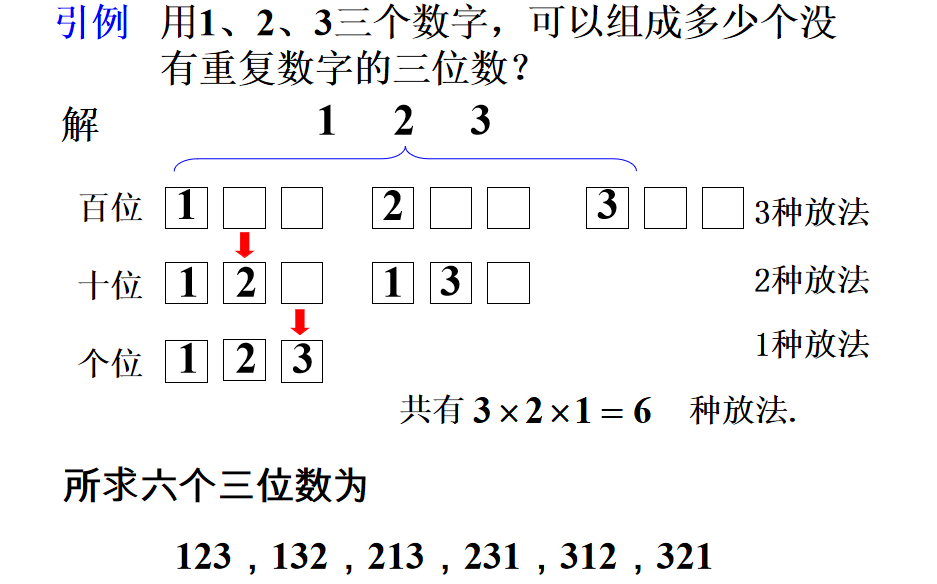 引例 用1、2、3三个数字，可以组成多少个没
有重复数字的三位数？
解 1 2 3
百位 1 2 3 3种放法
十位 1 2 1 3 2种放法
个位 1 2 3 1种放法
共有 3×2×1=6 种放法.
所求六个三位数为
123，132，213，231，312，321